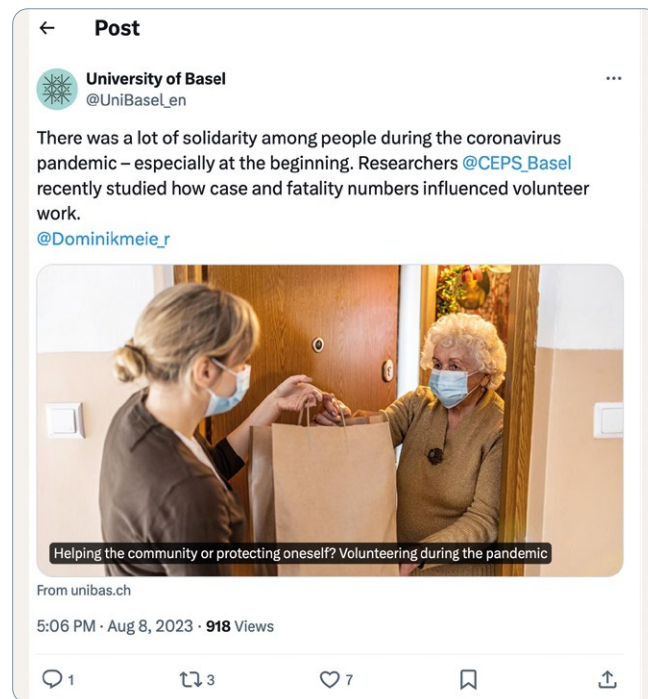 Post
University of Basel
@UniBasel_en
There was a lot of solidarity among people during the coronavirus
pandemic – especially at the beginning. Researchers @CEPS_Basel
recently studied how case and fatality numbers influenced volunteer
work.
@Dominikmeie_r
Helping the community or protecting oneself? Volunteering during the pandemic
From unibas.ch
5:06 PM · Aug 8, 2023 · 918 Views
1 3 7